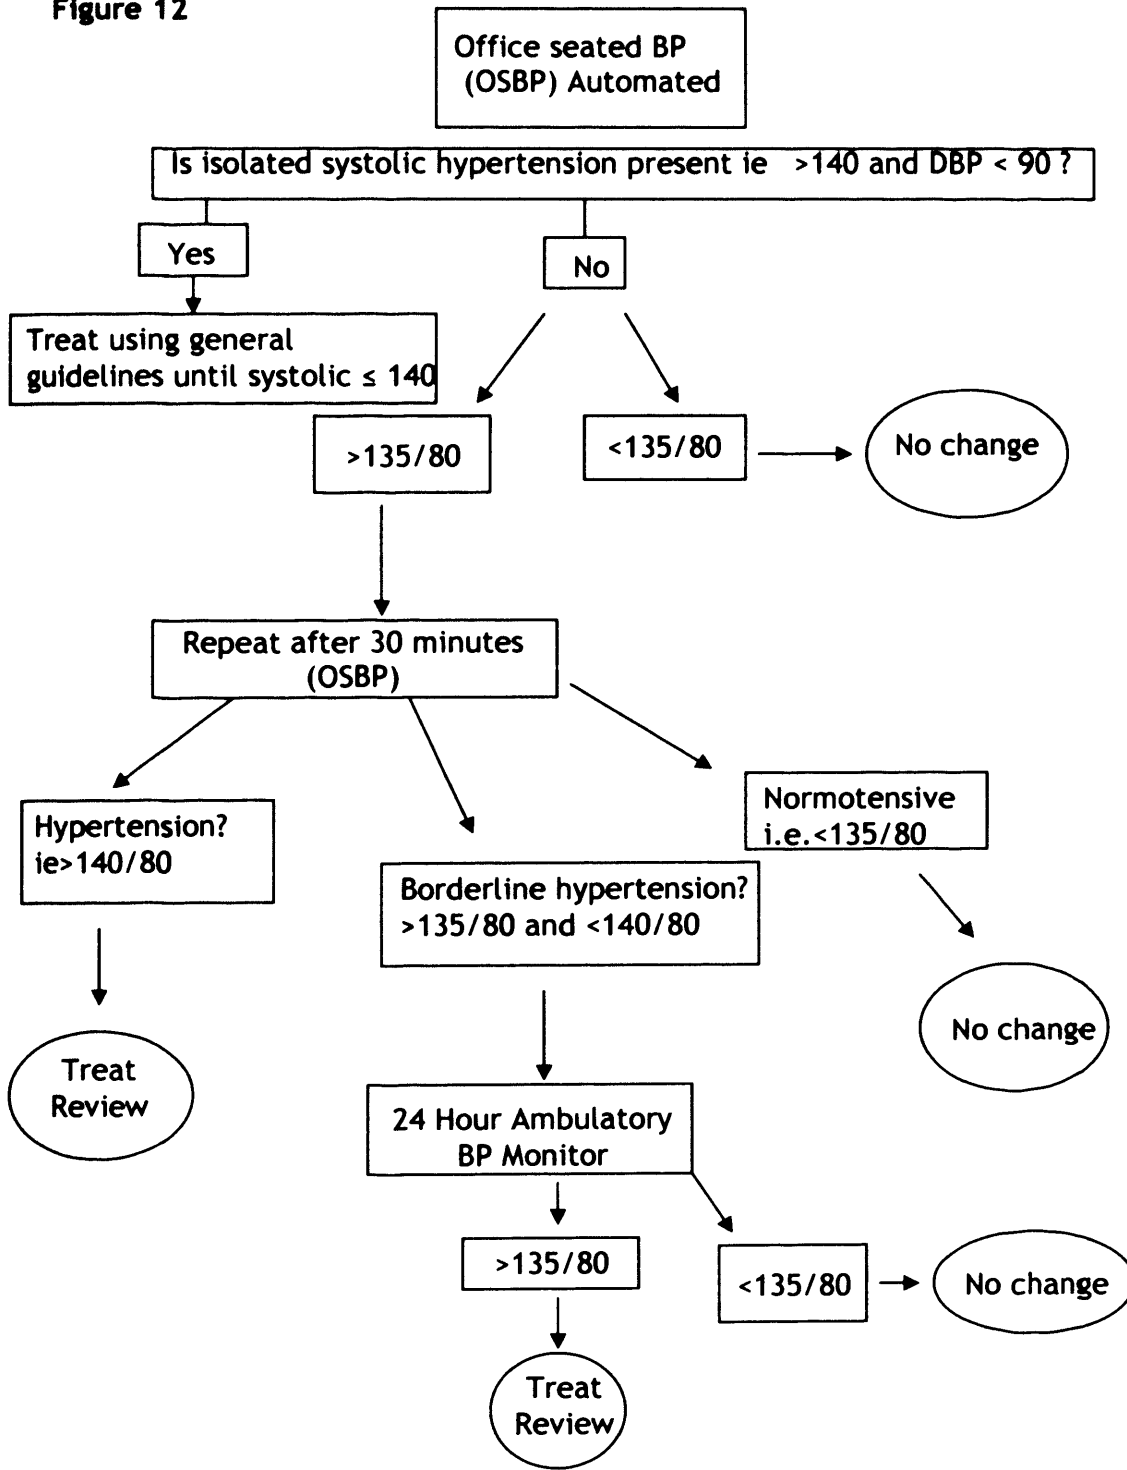 Figure 12
Office seated BP
(OSBP) Automated
Is isolated systolic hypertension present ie >140 and DBP < 90 ?
Yes
No
Treat using general
guidelines until systolic ≤ 140
>135/80
<135/80
No change
Repeat after 30 minutes
(OSBP)
Hypertension?
ie>140/80
Normotensive
i.e.<135/80
Borderline hypertension?
>135/80 and <140/80
No change
Treat
Review
24 Hour Ambulatory
BP Monitor
>135/80
<135/80
No change
Treat
Review